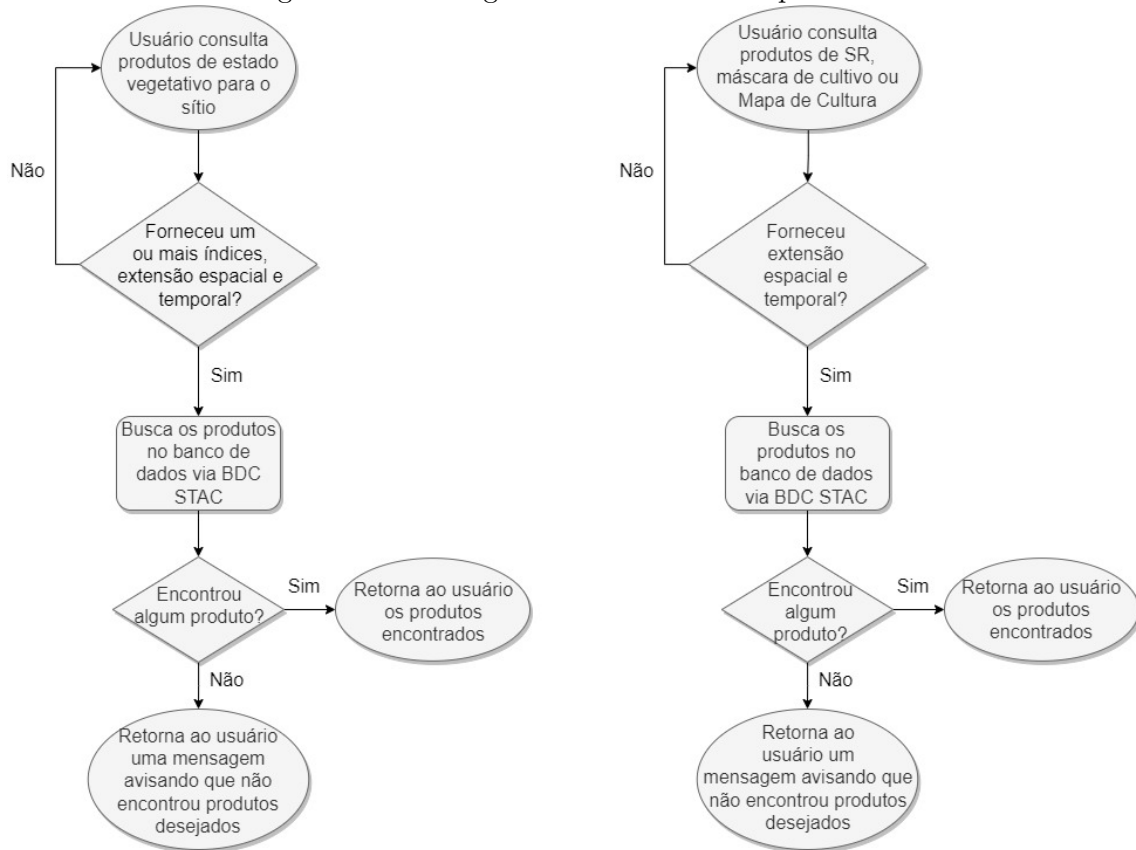 Usuário consulta
produtos de estado
vegetativo para o
sítio
Não
Forneceu um
ou mais índices,
extensão espacial e
temporal?
Sim
Busca os produtos
no banco de
dados via BDC
STAC
Encontrou
algum produto?
Sim
Retorna ao usuário
os produtos
encontrados
Não
Retorna ao usuário
uma mensagem
avisando que não
encontrou produtos
desejados
Usuário consulta
produtos de SR,
máscara de cultivo ou
Mapa de Cultura
Não
Forneceu
extensão
espacial e
temporal?
Sim
Busca os
produtos no
banco de dados
via BDC STAC
Encontrou
algum
produto?
Sim
Retorna ao usuário
os produtos
encontrados
Não
Retorna ao
usuário um
mensagem avisando que
não encontrou produtos
desejados